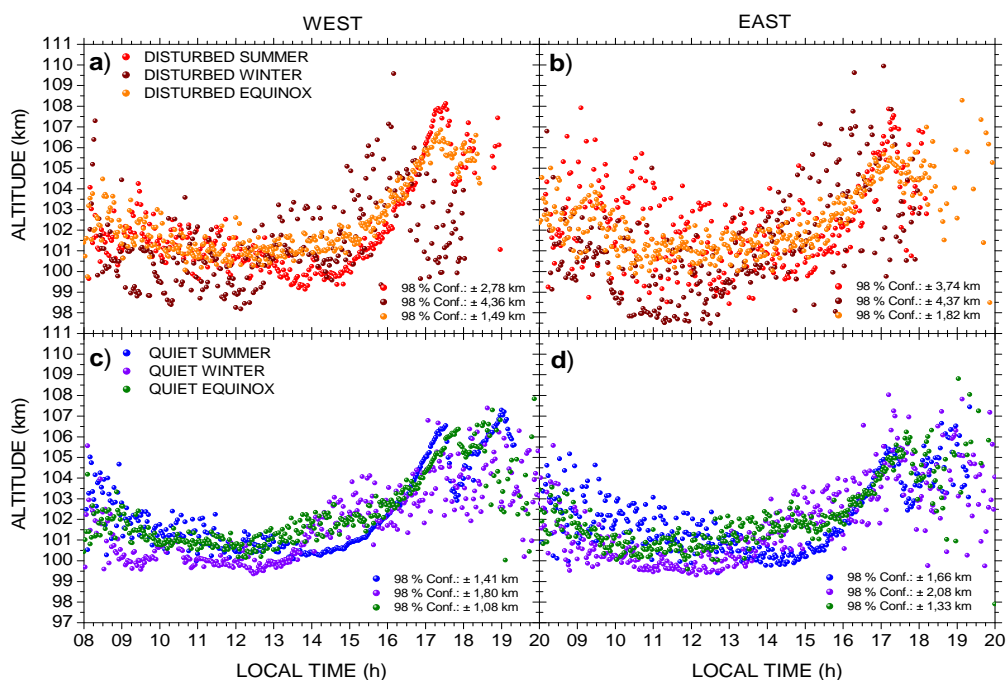 WEST
EAST
ALTITUDE (km)
111
110
109
108
107
106
105
104
103
102
101
100
99
98
a)
DISTURBED SUMMER
DISTURBED WINTER
DISTURBED EQUINOX
98 % Conf.: ± 2,78 km
98 % Conf.: ± 4,36 km
98 % Conf.: ± 1,49 km
b)
98 % Conf.: ± 3,74 km
98 % Conf.: ± 4,37 km
98 % Conf.: ± 1,82 km
ALTITUDE (km)
111
110
109
108
107
106
105
104
103
102
101
100
99
98
97
c)
QUIET SUMMER
QUIET WINTER
QUIET EQUINOX
98 % Conf.: ± 1,41 km
98 % Conf.: ± 1,80 km
98 % Conf.: ± 1,08 km
d)
98 % Conf.: ± 1,66 km
98 % Conf.: ± 2,08 km
98 % Conf.: ± 1,33 km
08 09 10 11 12 13 14 15 16 17 18 19 20
10 11 12 13 14 15 16 17 18 19 20
LOCAL TIME (h)
LOCAL TIME (h)